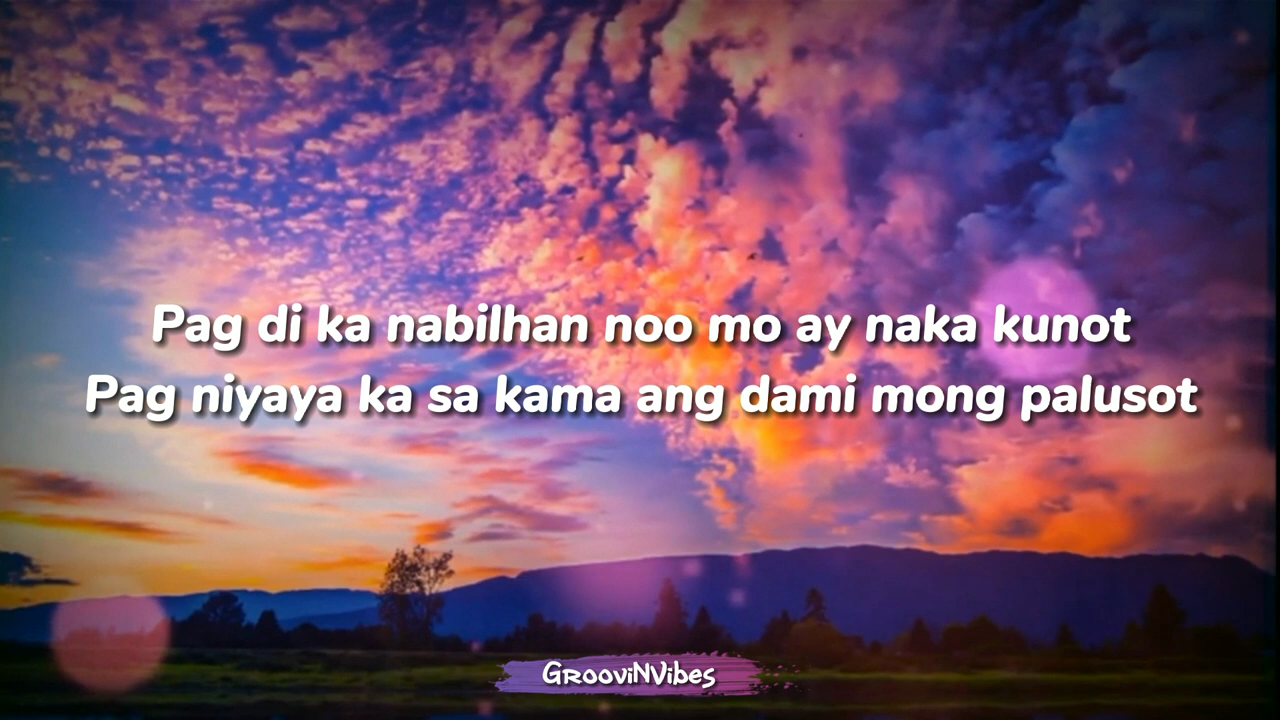 Pag di ka nabilhan noo mo ay naka kunot
Pag niyaya ka sa kama ang dami mong palusot
GrooviNVibes